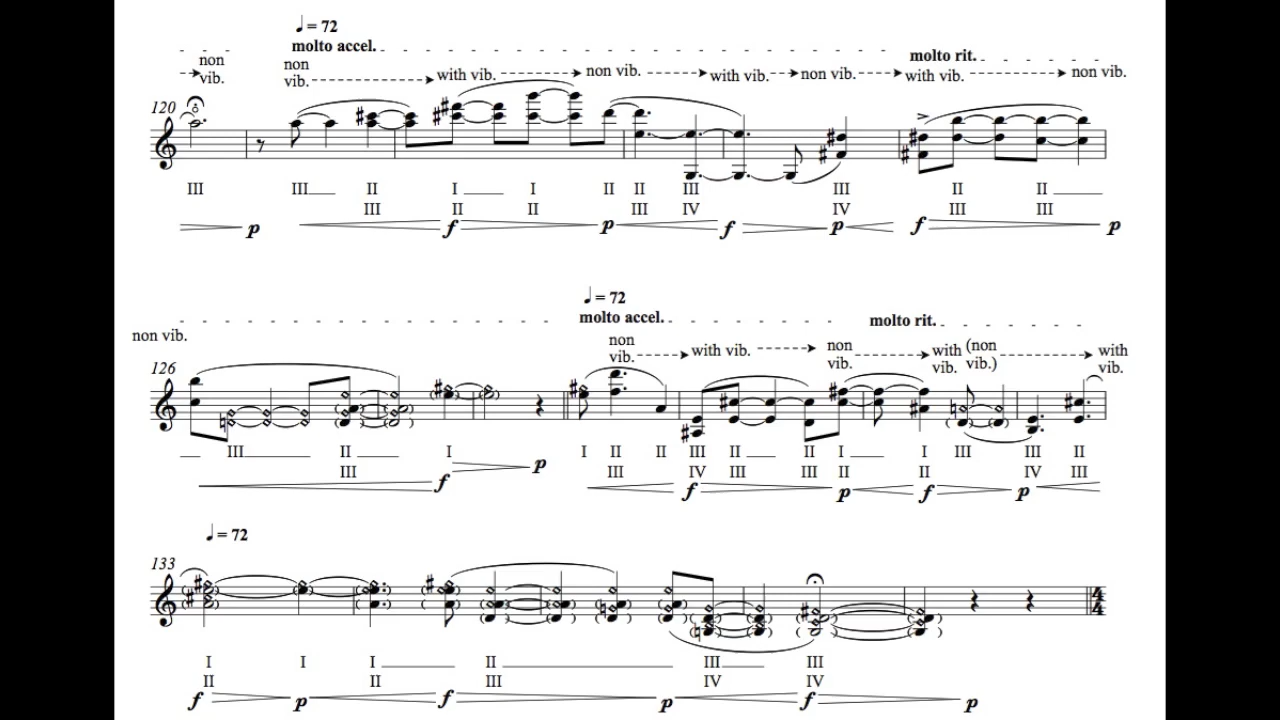 ♩ = 72
molto accel.
molto rit.
non vib. non vib. with vib. non vib. with vib. non vib. with vib. non vib.
120
III III II I I II II III III II II
III II II III IV IV III III
p f p f p f p
♩ = 72
molto accel. molto rit.
non vib. non vib. with vib. non vib. with vib. (non vib.) with vib.
126
III II I I II II III II II I I III III II
III III IV III III II II IV III
f p f p f p
♩ = 72
133
I I I II III III
II II III IV IV
f p f p f p
4
4